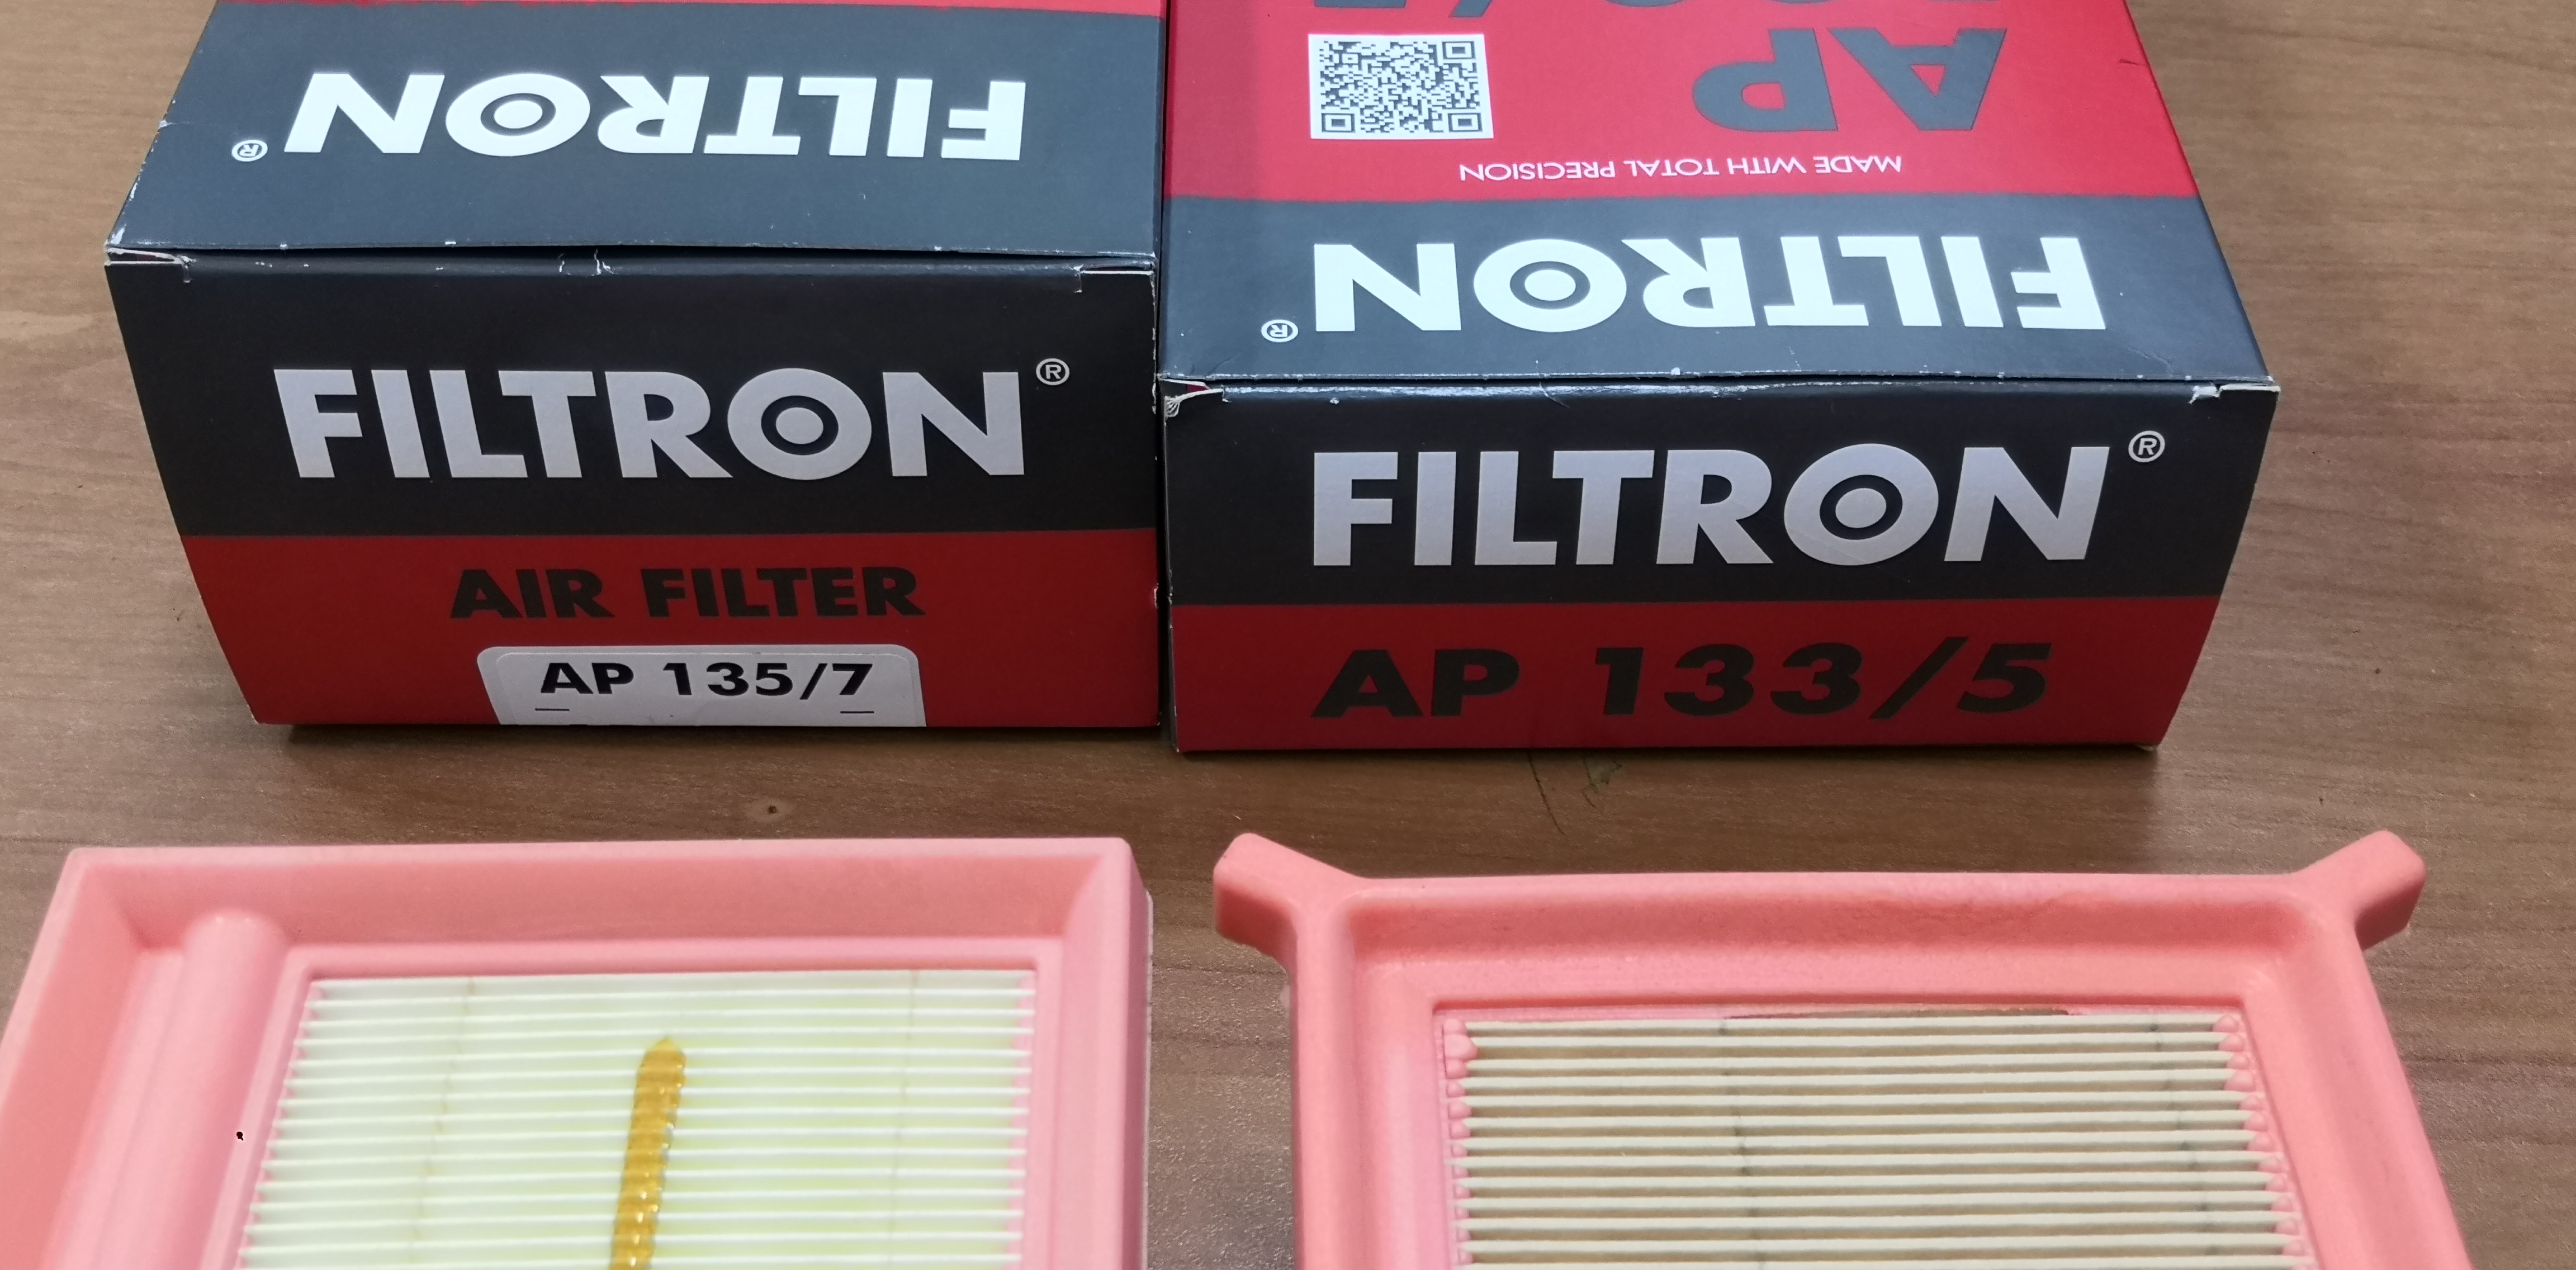 FILTRON®
FILTRON®
AIR FILTER
AP 135/7
AP
MADE WITH TOTAL PRECISION
FILTRON®
FILTRON®
AP 133/5